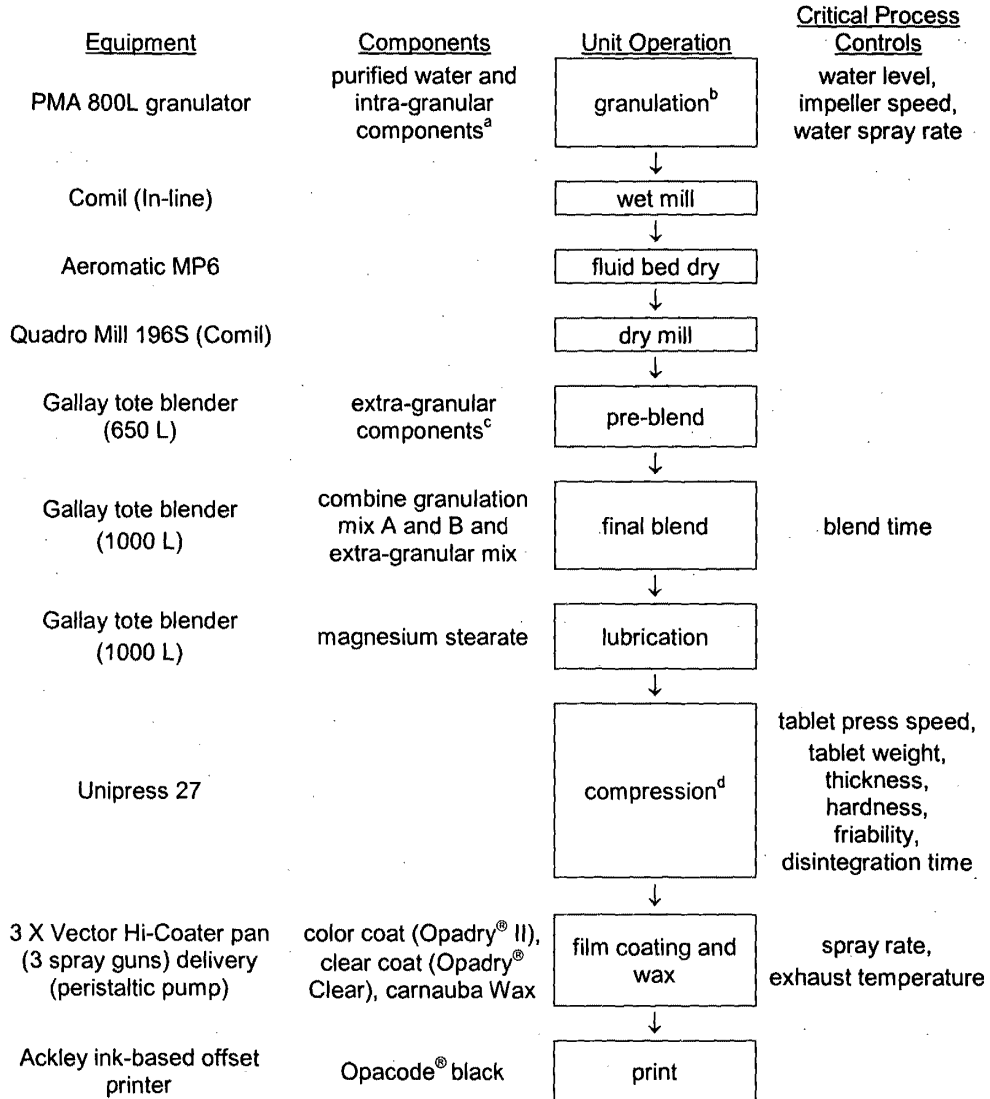 Equipment
Components
Unit Operation
Critical Process
Controls
PMA 800L granulator
purified water and
intra-granular
componentsᵃ
granulationᵇ
water level,
impeller speed,
water spray rate
↓
Comil (In-line)
wet mill
↓
Aeromatic MP6
fluid bed dry
↓
Quadro Mill 196S (Comil)
dry mill
↓
Gallay tote blender
(650 L)
extra-granular
componentsᶜ
pre-blend
↓
Gallay tote blender
(1000 L)
combine granulation
mix A and B and
extra-granular mix
final blend
blend time
↓
Gallay tote blender
(1000 L)
magnesium stearate
lubrication
↓
Unipress 27
compressionᵈ
tablet press speed,
tablet weight,
thickness,
hardness,
friability,
disintegration time
↓
3 X Vector Hi-Coater pan
(3 spray guns) delivery
(peristaltic pump)
color coat (Opadry® II),
clear coat (Opadry®
Clear), carnauba Wax
film coating and
wax
spray rate,
exhaust temperature
↓
Ackley ink-based offset
printer
Opacode® black
print